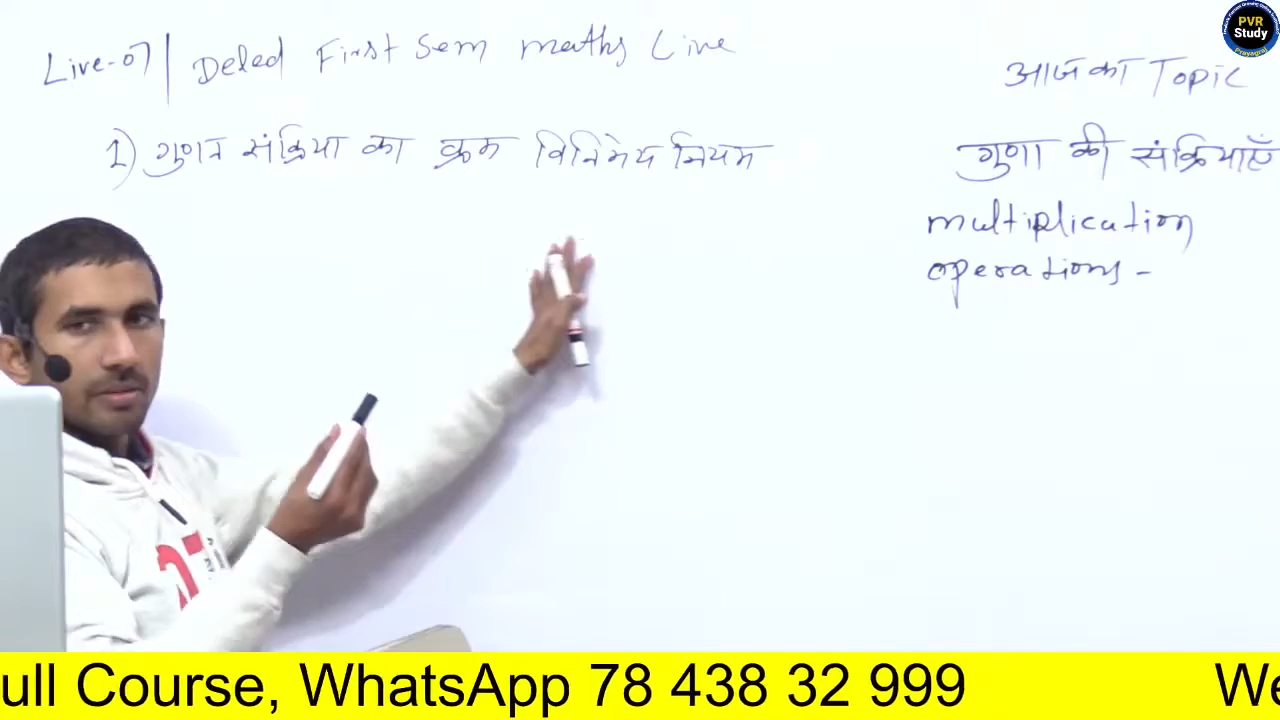 Live-07 | Deled First Sem maths Live
आज का Topic
1) गुणन संक्रिया का क्रम विनिमेय नियम
गुणा की संक्रियाएँ
multiplication
operations -
PVR
Study
Prayagraj
ull Course, WhatsApp 78 438 32 999 We